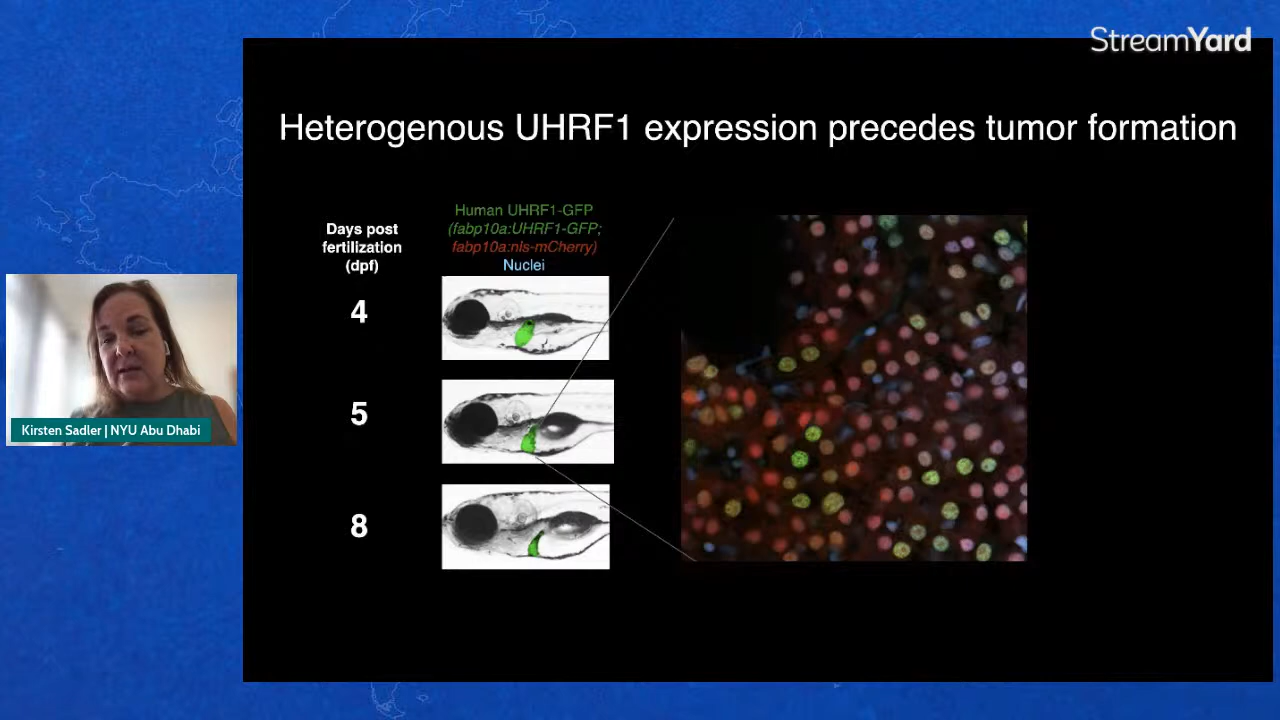 StreamYard
Heterogenous UHRF1 expression precedes tumor formation
Days post
fertilization
(dpf)
Human UHRF1-GFP
(fabp10a:UHRF1-GFP;
fabp10a:nls-mCherry)
Nuclei
4
5
8
Kirsten Sadler | NYU Abu Dhabi